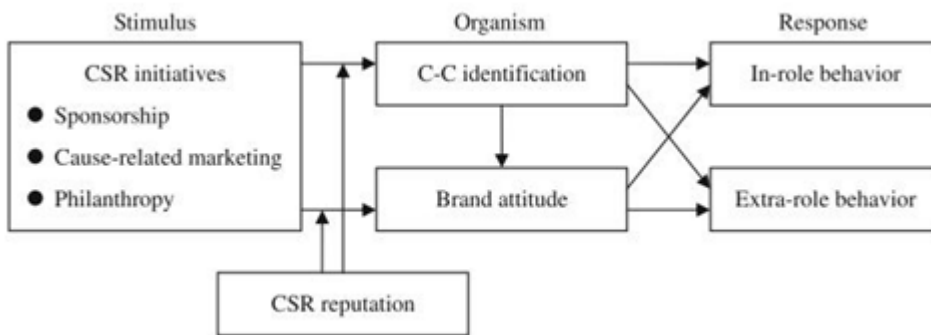 Stimulus
Organism
Response
CSR initiatives
● Sponsorship
● Cause-related marketing
● Philanthropy
C-C identification
Brand attitude
In-role behavior
Extra-role behavior
CSR reputation